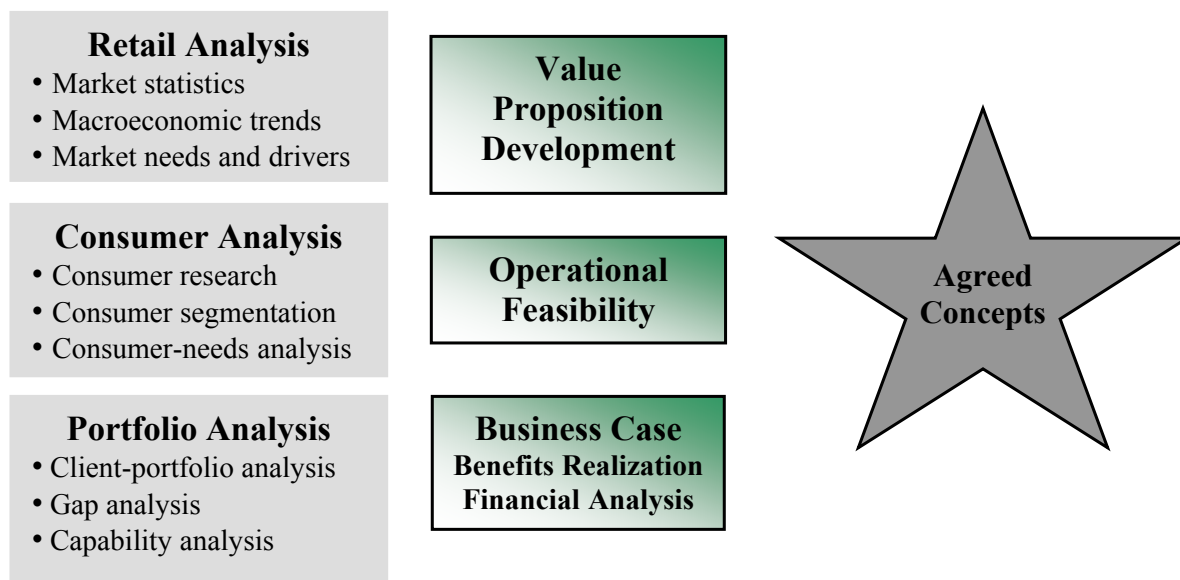 Retail Analysis
• Market statistics
• Macroeconomic trends
• Market needs and drivers
Consumer Analysis
• Consumer research
• Consumer segmentation
• Consumer-needs analysis
Portfolio Analysis
• Client-portfolio analysis
• Gap analysis
• Capability analysis
Value
Proposition
Development
Operational
Feasibility
Business Case
Benefits Realization
Financial Analysis
Agreed
Concepts